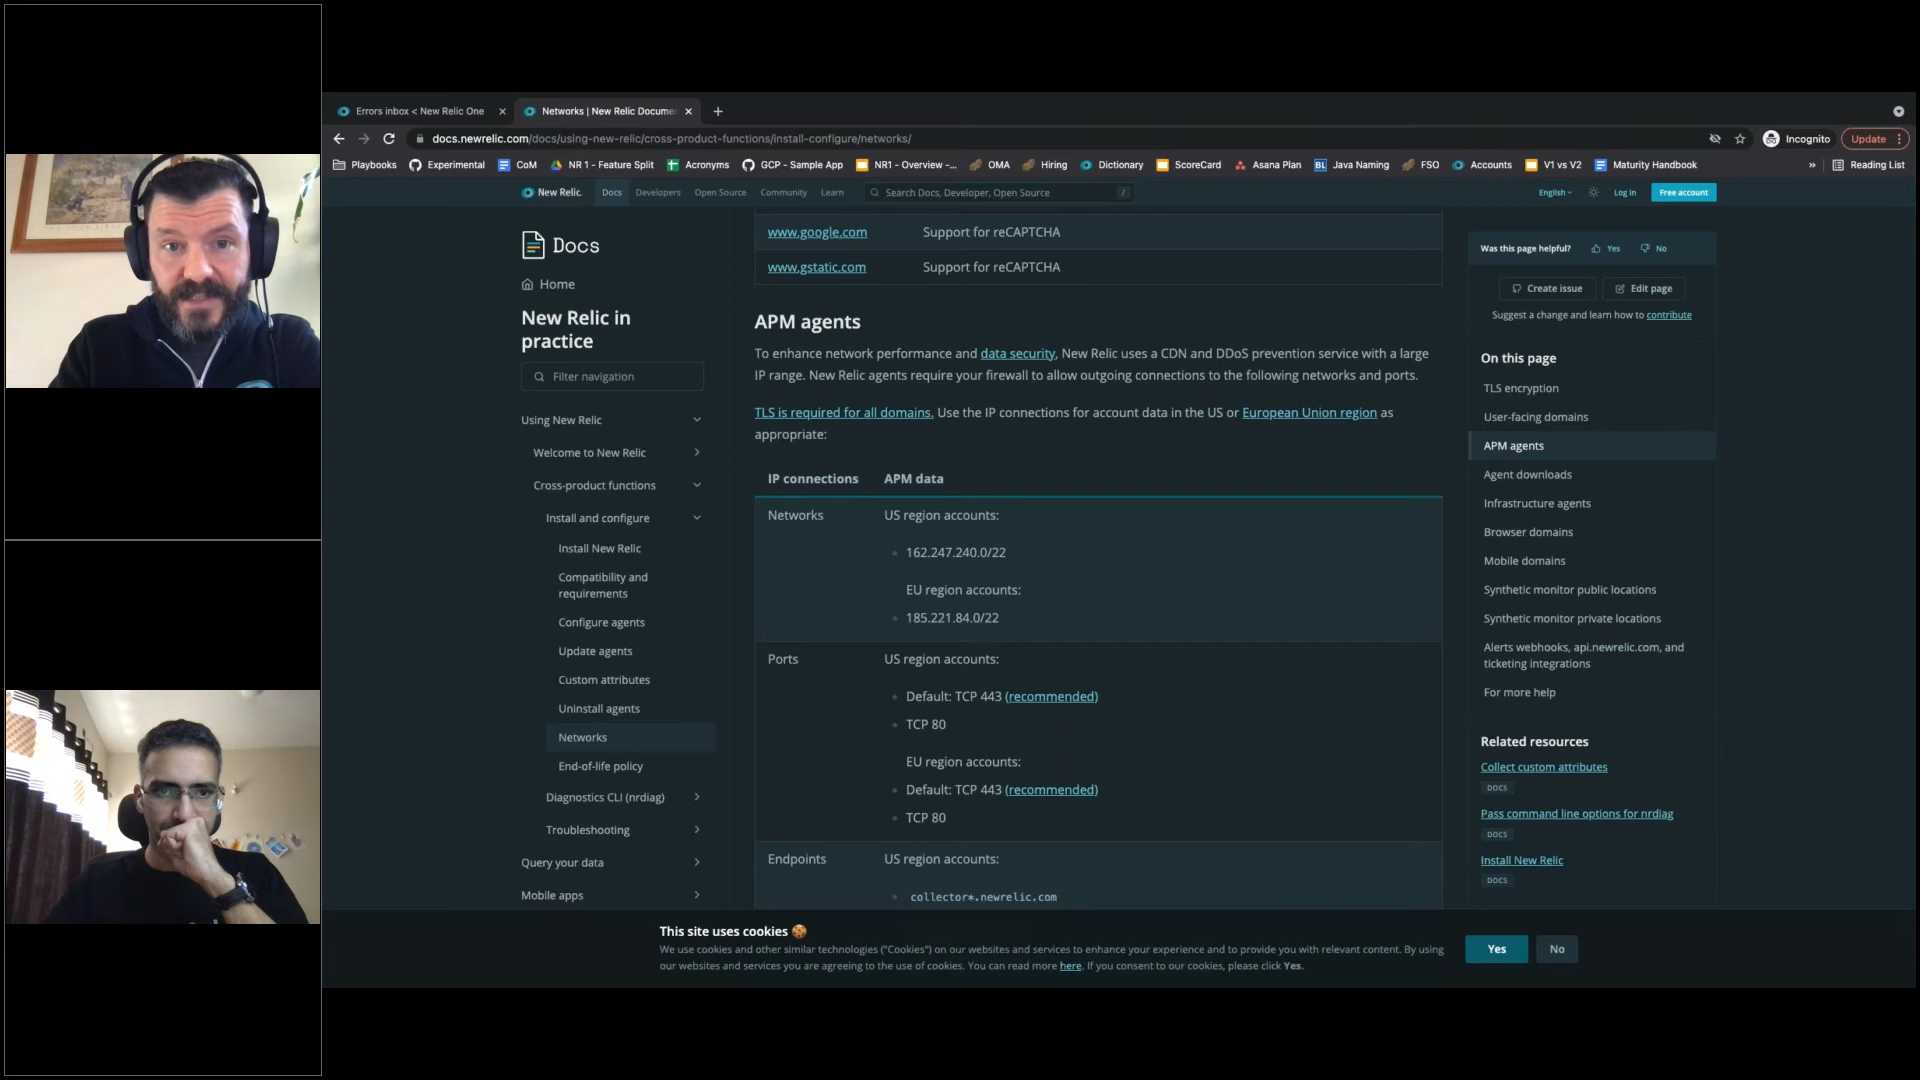 Errors inbox < New Relic One
Networks | New Relic Documen
docs.newrelic.com/docs/using-new-relic/cross-product-functions/install-configure/networks/
Incognito
Update
Playbooks
Experimental
CoM
NR 1 - Feature Split
Acronyms
GCP - Sample App
NR1 - Overview -...
OMA
Hiring
Dictionary
ScoreCard
Asana Plan
BL Java Naming
FSO
Accounts
V1 vs V2
Maturity Handbook
»
Reading List
New Relic.
Docs
Developers
Open Source
Community
Learn
Search Docs, Developer, Open Source
/
English
Log in
Free account
Docs
Home
New Relic in
practice
Filter navigation
Using New Relic
Welcome to New Relic
Cross-product functions
Install and configure
Install New Relic
Compatibility and
requirements
Configure agents
Update agents
Custom attributes
Uninstall agents
Networks
End-of-life policy
Diagnostics CLI (nrdiag)
Troubleshooting
Query your data
Mobile apps
www.google.com Support for reCAPTCHA
www.gstatic.com Support for reCAPTCHA
APM agents
To enhance network performance and data security, New Relic uses a CDN and DDoS prevention service with a large
IP range. New Relic agents require your firewall to allow outgoing connections to the following networks and ports.
TLS is required for all domains. Use the IP connections for account data in the US or European Union region as
appropriate:
IP connections APM data
Networks US region accounts:
162.247.240.0/22
EU region accounts:
185.221.84.0/22
Ports US region accounts:
Default: TCP 443 (recommended)
TCP 80
EU region accounts:
Default: TCP 443 (recommended)
TCP 80
Endpoints US region accounts:
collector*.newrelic.com
Was this page helpful? Yes No
Create issue
Edit page
Suggest a change and learn how to contribute
On this page
TLS encryption
User-facing domains
APM agents
Agent downloads
Infrastructure agents
Browser domains
Mobile domains
Synthetic monitor public locations
Synthetic monitor private locations
Alerts webhooks, api.newrelic.com, and
ticketing integrations
For more help
Related resources
Collect custom attributes
DOCS
Pass command line options for nrdiag
DOCS
Install New Relic
DOCS
This site uses cookies 🍪
We use cookies and other similar technologies ("Cookies") on our websites and services to enhance your experience and to provide you with relevant content. By using
our websites and services you are agreeing to the use of cookies. You can read more here. If you consent to our cookies, please click Yes.
Yes
No